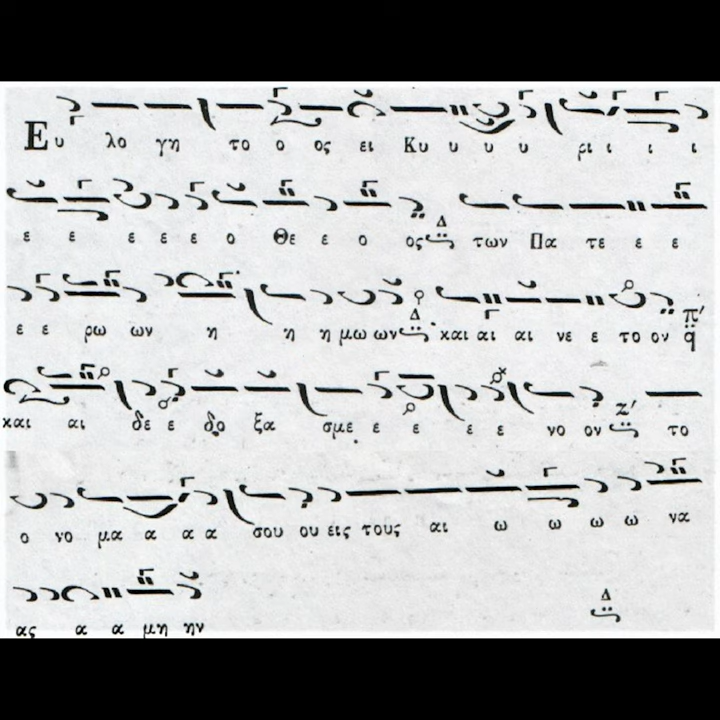 Ευ λο γη το ο ος ει Κυ υ υ υ ρι ι ι ι
ε ε ε ε ε ο Θε ε ο ος Δ των Πα τε ε ε
ε ε ρω ων η η η μω ων Δ και αι αι νε ε το ον π' q
και αι δε ε δο ξα σμε ε ε ε ε νο ον Ζ' το
ο νο μα α α α σου ου εις τους αι ω ω ω ω να
ας α α μη ην Δ